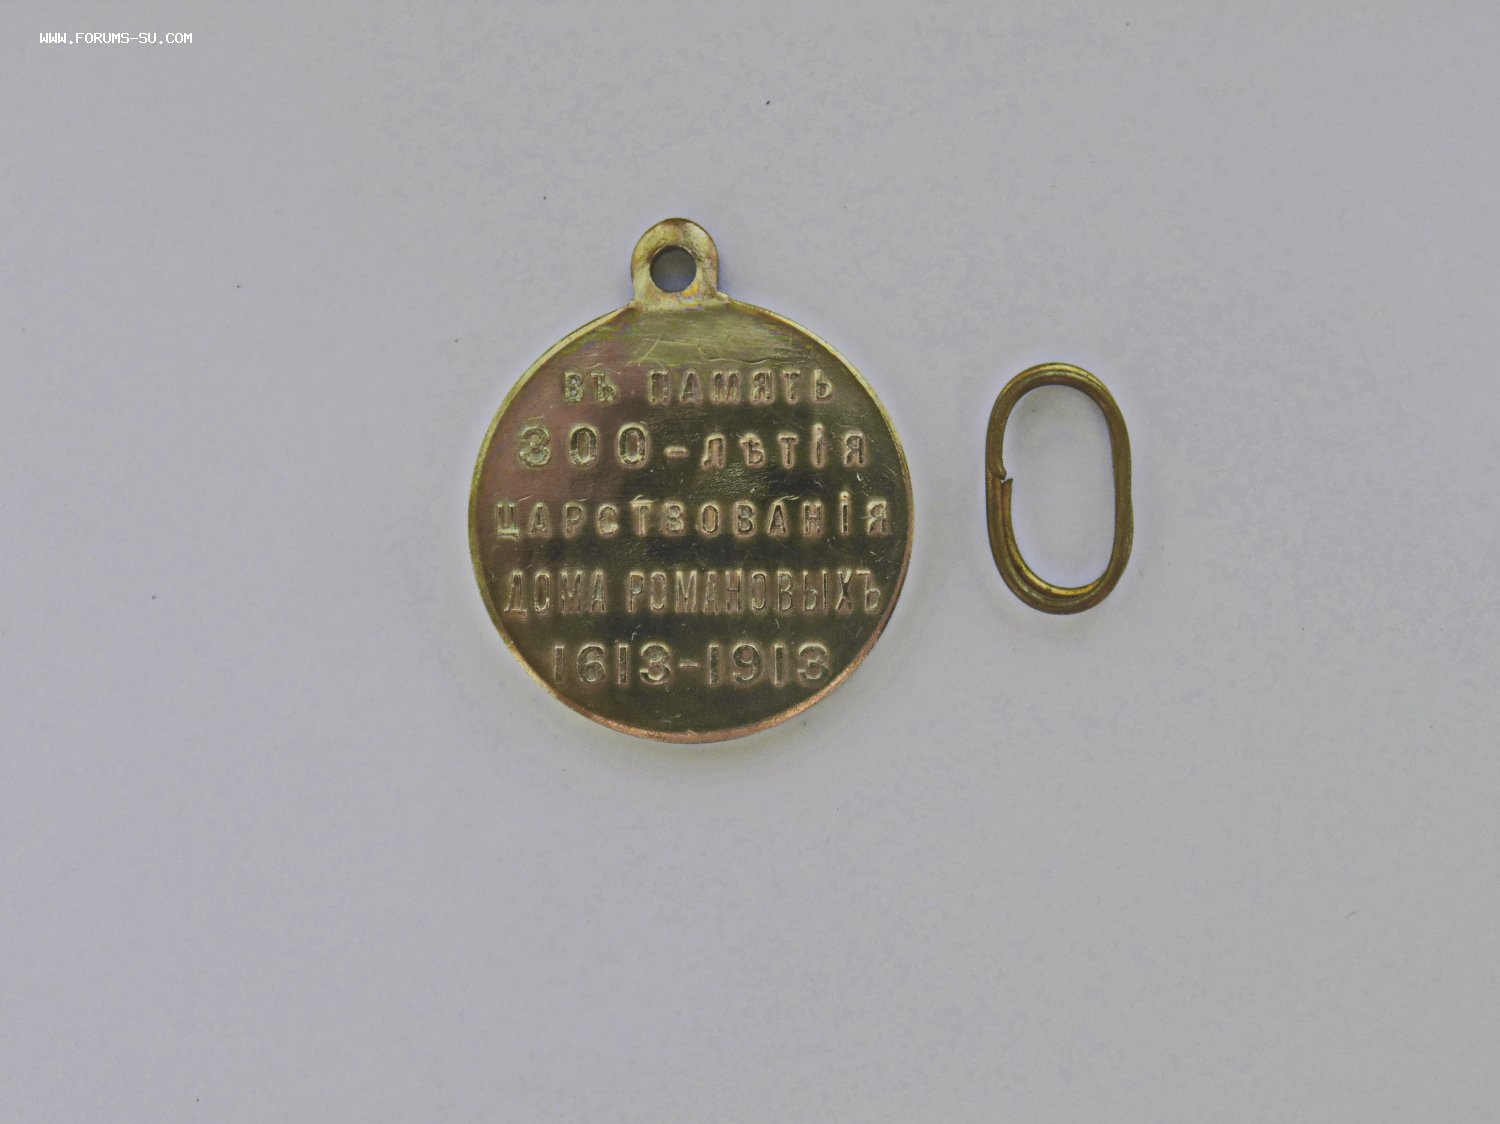 WWW.FORUMS-SU.COM
ВЪ ПАМЯТЬ
300-лѣтія
ЦАРСТВОВАНІЯ
ДОМА РОМАНОВЫХЪ
1613-1913